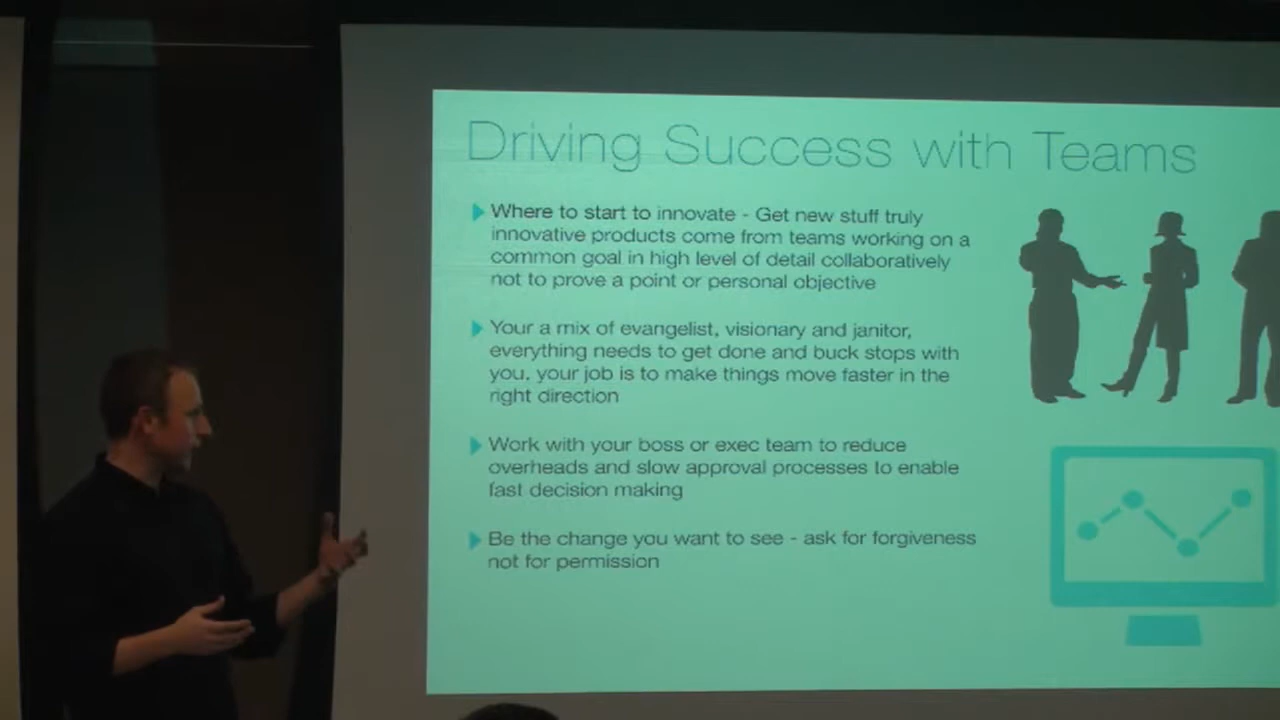 Driving Success with Teams
Where to start to innovate - Get new stuff truly
innovative products come from teams working on a
common goal in high level of detail collaboratively
not to prove a point or personal objective
Your a mix of evangelist, visionary and janitor,
everything needs to get done and buck stops with
you, your job is to make things move faster in the
right direction
Work with your boss or exec team to reduce
overheads and slow approval processes to enable
fast decision making
Be the change you want to see - ask for forgiveness
not for permission